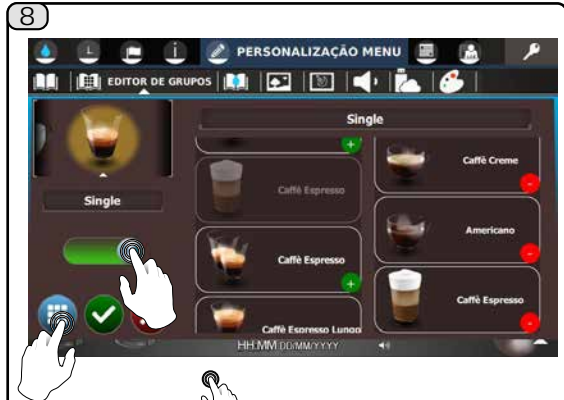 8
PERSONALIZAÇÃO MENU
EDITOR DE GRUPOS
Single
Single
Caffè Espresso
Caffè Espresso
Caffè Espresso Lungo
Caffè Creme
Americano
Caffè Espresso
HH:MM DD/MM/YYYY